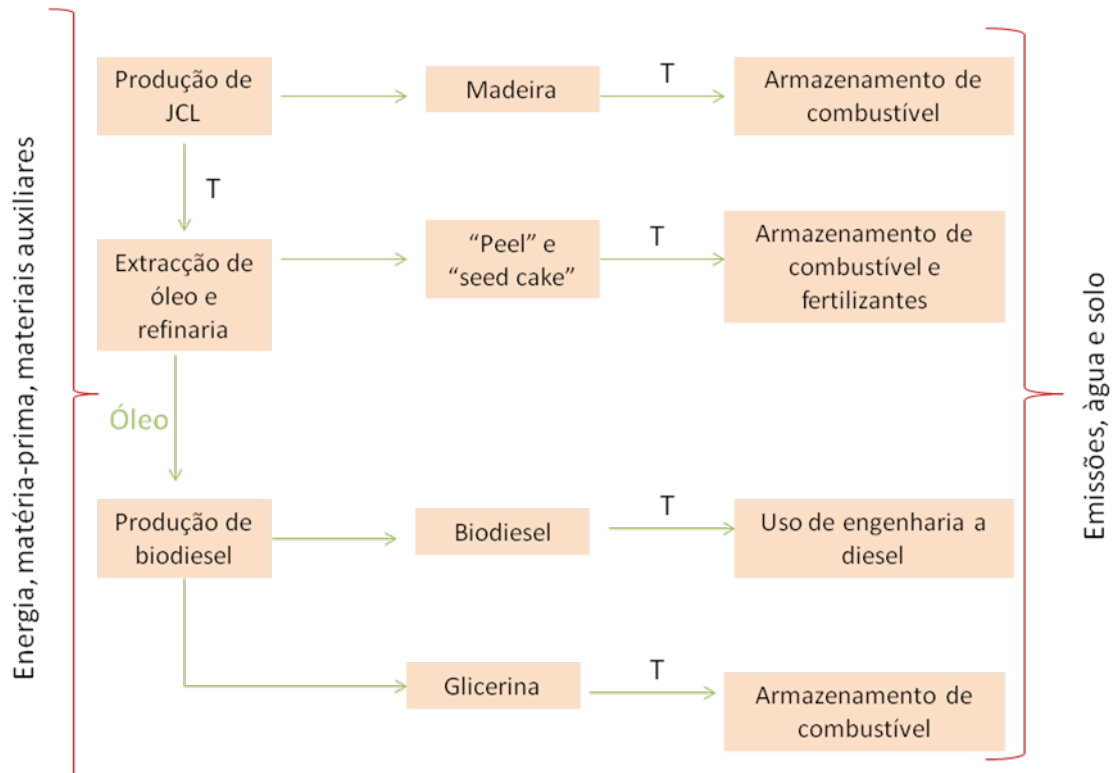 Energia, matéria-prima, materiais auxiliares
Produção de
JCL
Madeira
T
Armazenamento de
combustível
T
Extracção de
óleo e
refinaria
“Peel” e
“seed cake”
T
Armazenamento de
combustível e
fertilizantes
Óleo
Produção de
biodiesel
Biodiesel
T
Uso de engenharia a
diesel
Glicerina
T
Armazenamento de
combustível
Emissões, àgua e solo